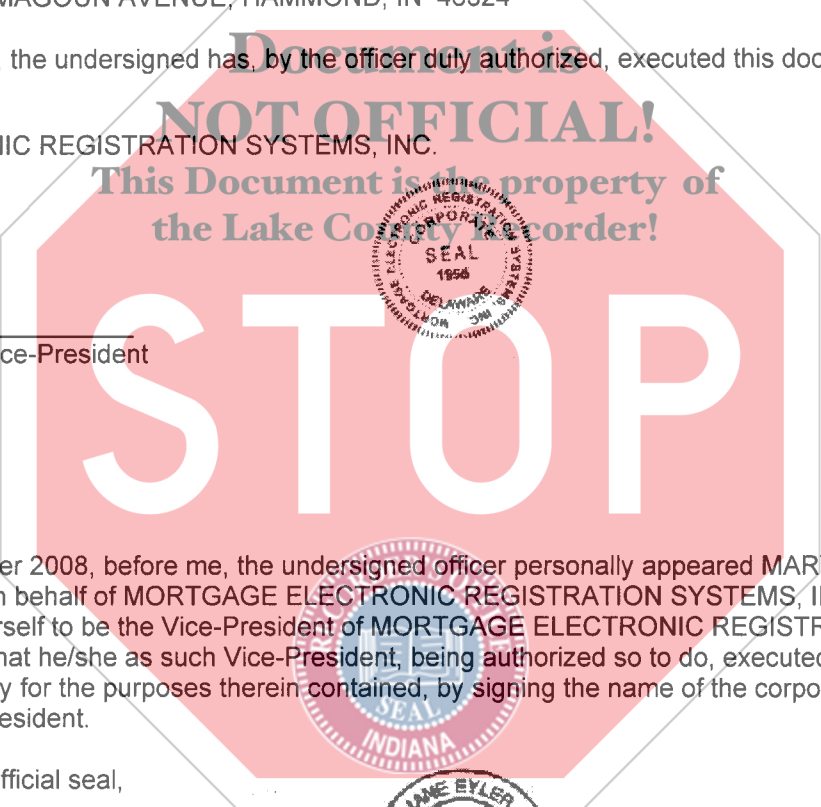 MAGOUN AVENUE, HAMMOND, IN 46324
Document is
the undersigned has, by the officer duly authorized, executed this doc
NOT OFFICIAL!
NIC REGISTRATION SYSTEMS, INC.
This Document is the property of
the Lake County Recorder!
MORTGAGE ELECTRONIC REGISTRATION SYSTEMS, INC
CORPORATE
SEAL
DELAWARE
STOP
ce-President
er 2008, before me, the undersigned officer personally appeared MAR
n behalf of MORTGAGE ELECTRONIC REGISTRATION SYSTEMS, I
rself to be the Vice-President of MORTGAGE ELECTRONIC REGISTR
hat he/she as such Vice-President, being authorized so to do, executed
y for the purposes therein contained, by signing the name of the corpo
resident.
RECORDER'S OFFICE
SEAL
INDIANA
fficial seal,
JANE EYLER